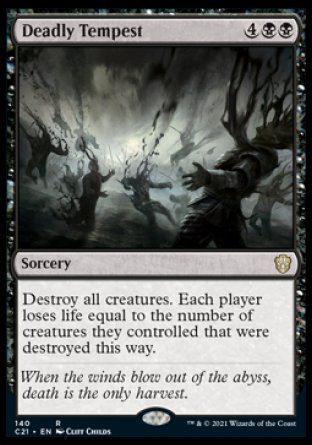 Deadly Tempest 4
Sorcery
Destroy all creatures. Each player
loses life equal to the number of
creatures they controlled that were
destroyed this way.
When the winds blow out of the abyss,
death is the only harvest.
140 R
C21 • EN Cliff Childs ™ & © 2021 Wizards of the Coast